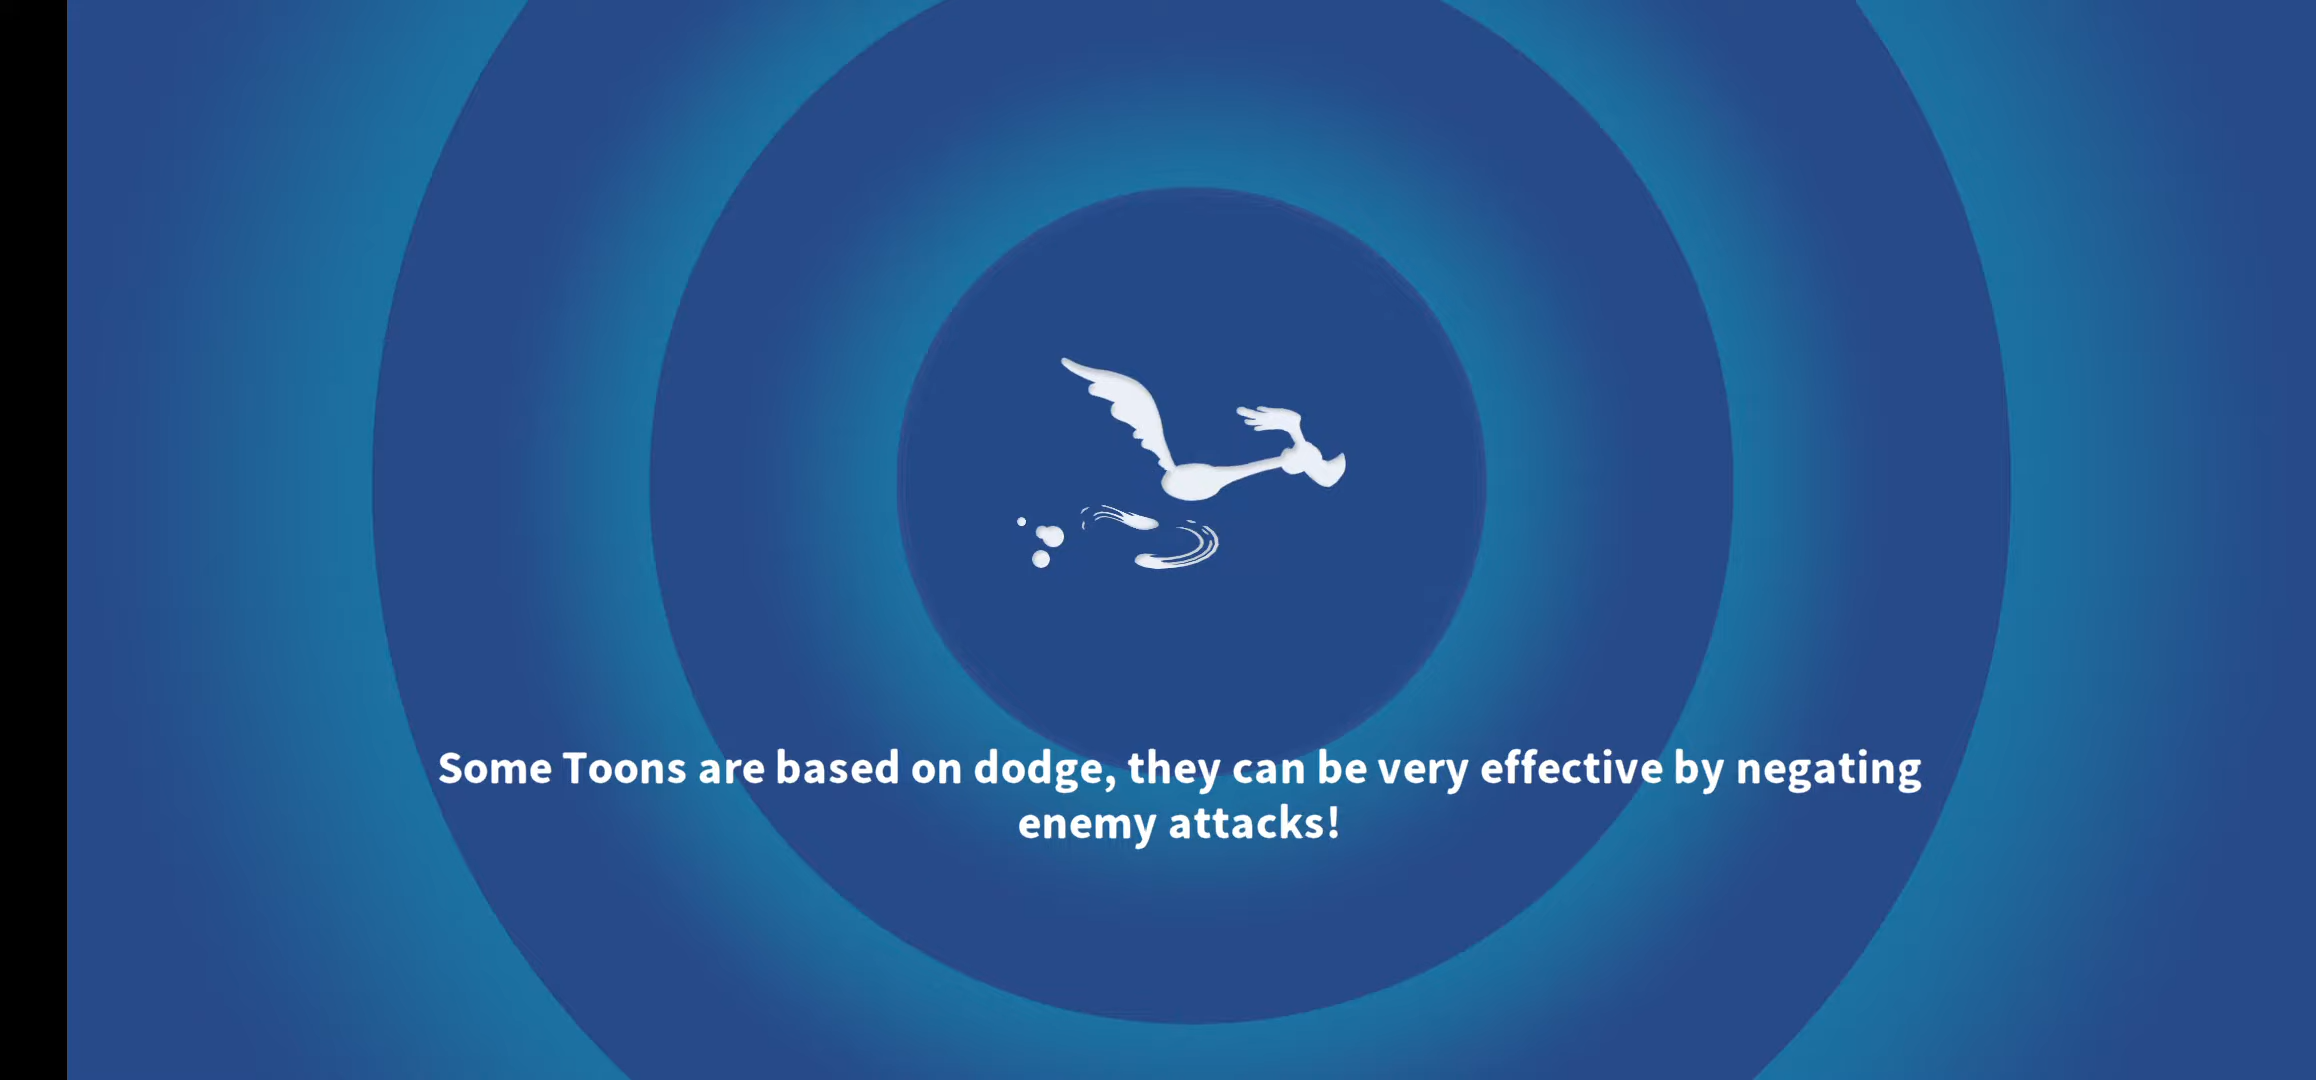 Some Toons are based on dodge, they can be very effective by negating
enemy attacks!